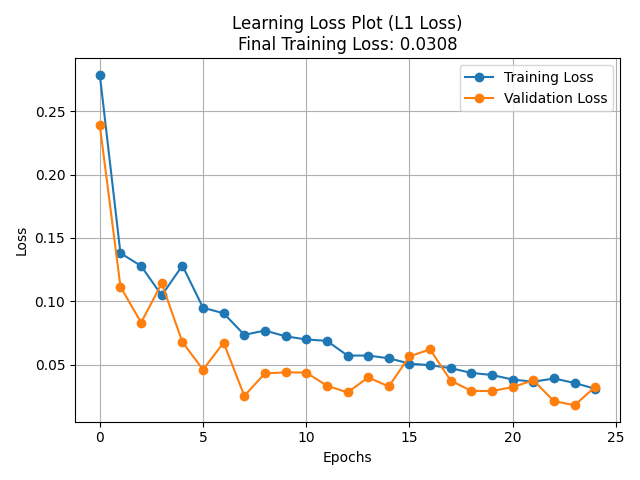 Learning Loss Plot (L1 Loss)
Final Training Loss: 0.0308
Training Loss
Validation Loss
0.25
0.20
0.15
0.10
0.05
Loss
0 5 10 15 20 25
Epochs